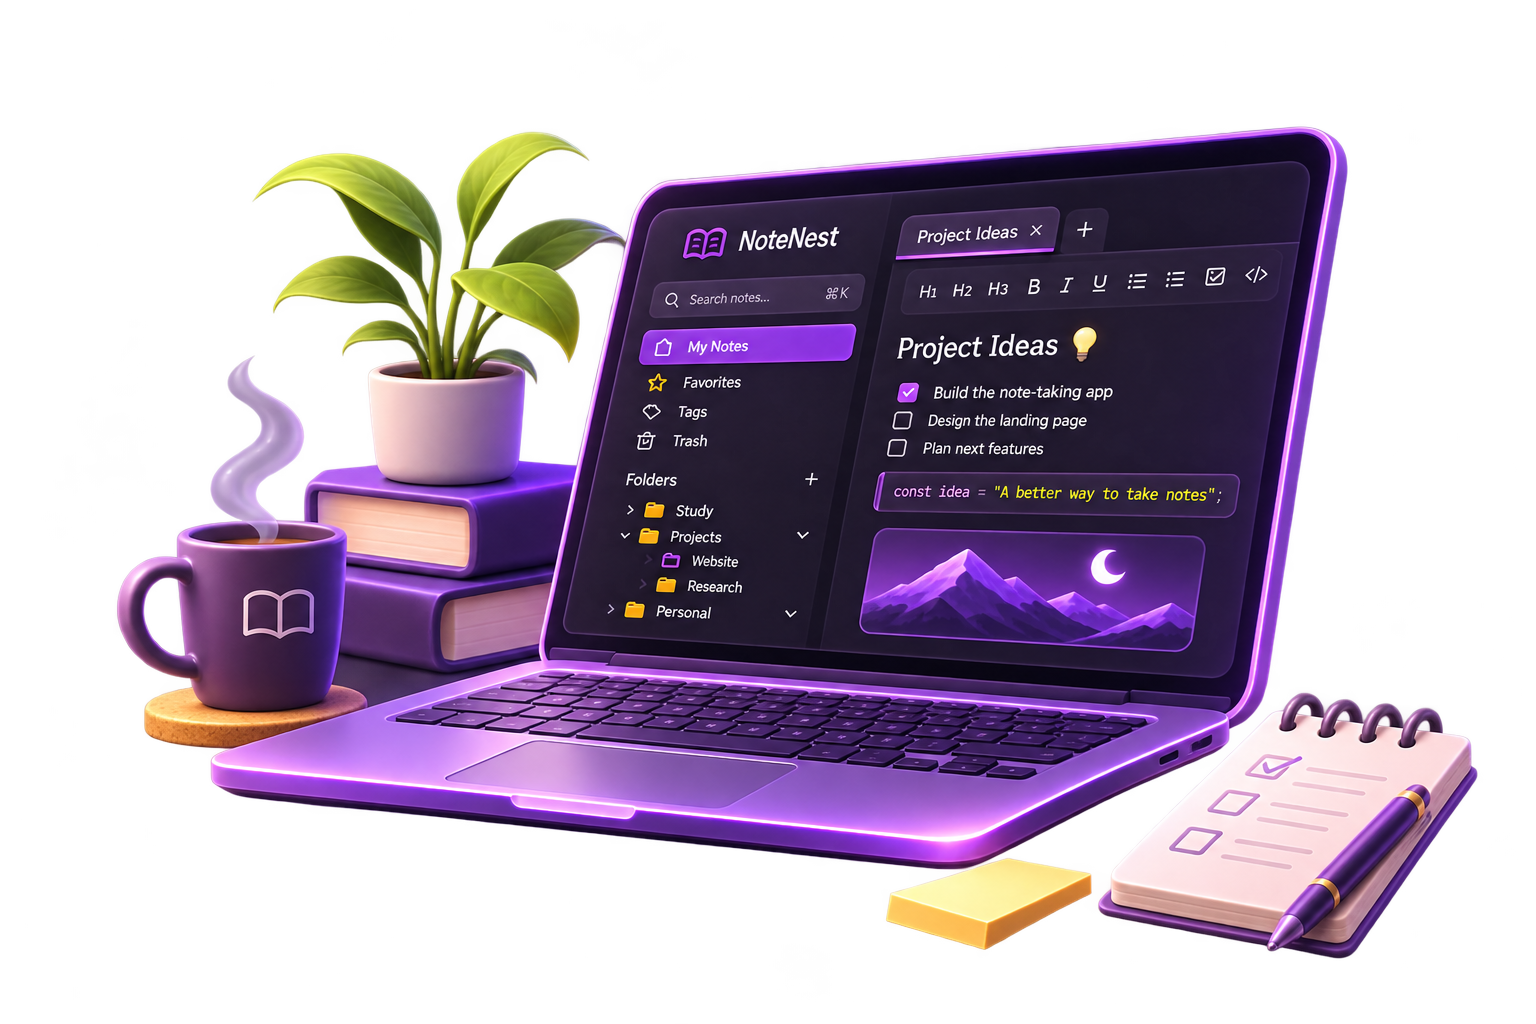 NoteNest
Search notes... ⌘K
My Notes
Favorites
Tags
Trash
Folders +
Study
Projects
Website
Research
Personal
Project Ideas × +
H1 H2 H3 B I U </>
Project Ideas 💡
Build the note-taking app
Design the landing page
Plan next features
const idea = "A better way to take notes";